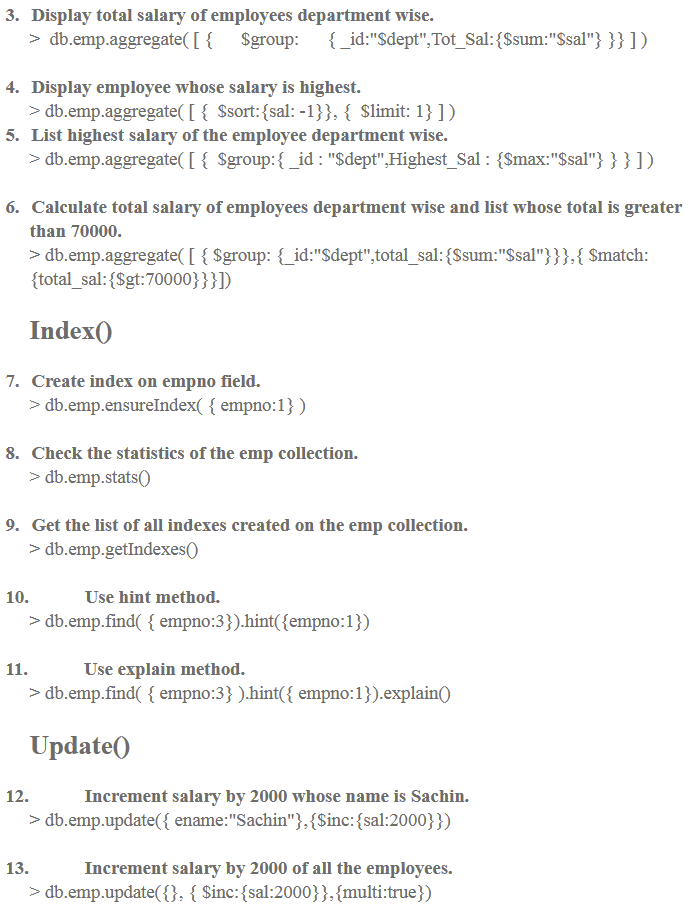 3. Display total salary of employees department wise.
> db.emp.aggregate( [ { $group: { _id:"$dept",Tot_Sal:{$sum:"$sal"} }} ] )
4. Display employee whose salary is highest.
> db.emp.aggregate( [ { $sort:{sal: -1}}, { $limit: 1} ] )
5. List highest salary of the employee department wise.
> db.emp.aggregate( [ { $group:{ _id : "$dept",Highest_Sal : {$max:"$sal"} } } ] )
6. Calculate total salary of employees department wise and list whose total is greater
than 70000.
> db.emp.aggregate( [ { $group: {_id:"$dept",total_sal:{$sum:"$sal"}}},{ $match:
{total_sal:{$gt:70000}}}])
Index()
7. Create index on empno field.
> db.emp.ensureIndex( { empno:1} )
8. Check the statistics of the emp collection.
> db.emp.stats()
9. Get the list of all indexes created on the emp collection.
> db.emp.getIndexes()
10. Use hint method.
> db.emp.find( { empno:3}).hint({empno:1})
11. Use explain method.
> db.emp.find( { empno:3} ).hint({ empno:1}).explain()
Update()
12. Increment salary by 2000 whose name is Sachin.
> db.emp.update({ ename:"Sachin"},{$inc:{sal:2000}})
13. Increment salary by 2000 of all the employees.
> db.emp.update({}, { $inc:{sal:2000}},{multi:true})